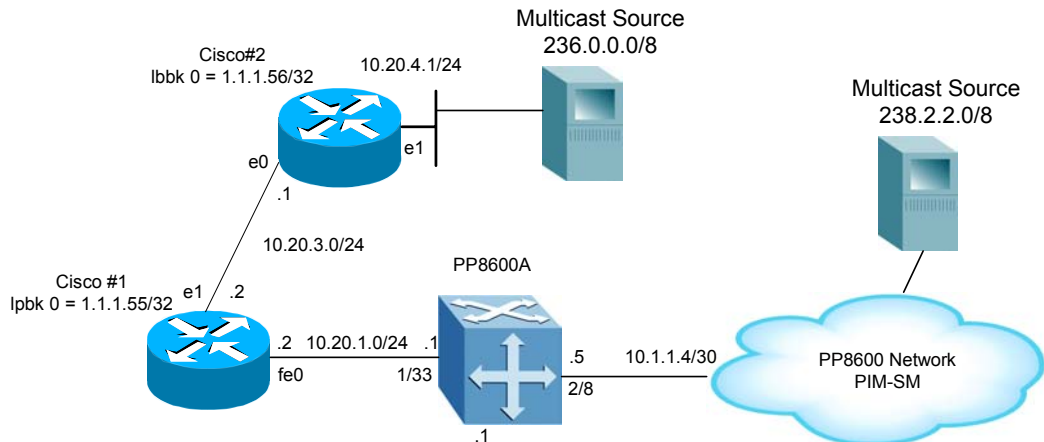 Multicast Source
236.0.0.0/8
Cisco#2
lbbk 0 = 1.1.1.56/32
10.20.4.1/24
Multicast Source
238.2.2.0/8
e0
e1
.1
10.20.3.0/24
Cisco #1
lpbk 0 = 1.1.1.55/32
e1
.2
PP8600A
.2
10.20.1.0/24
.1
fe0
1/33
.5
10.1.1.4/30
2/8
PP8600 Network
PIM-SM
.1